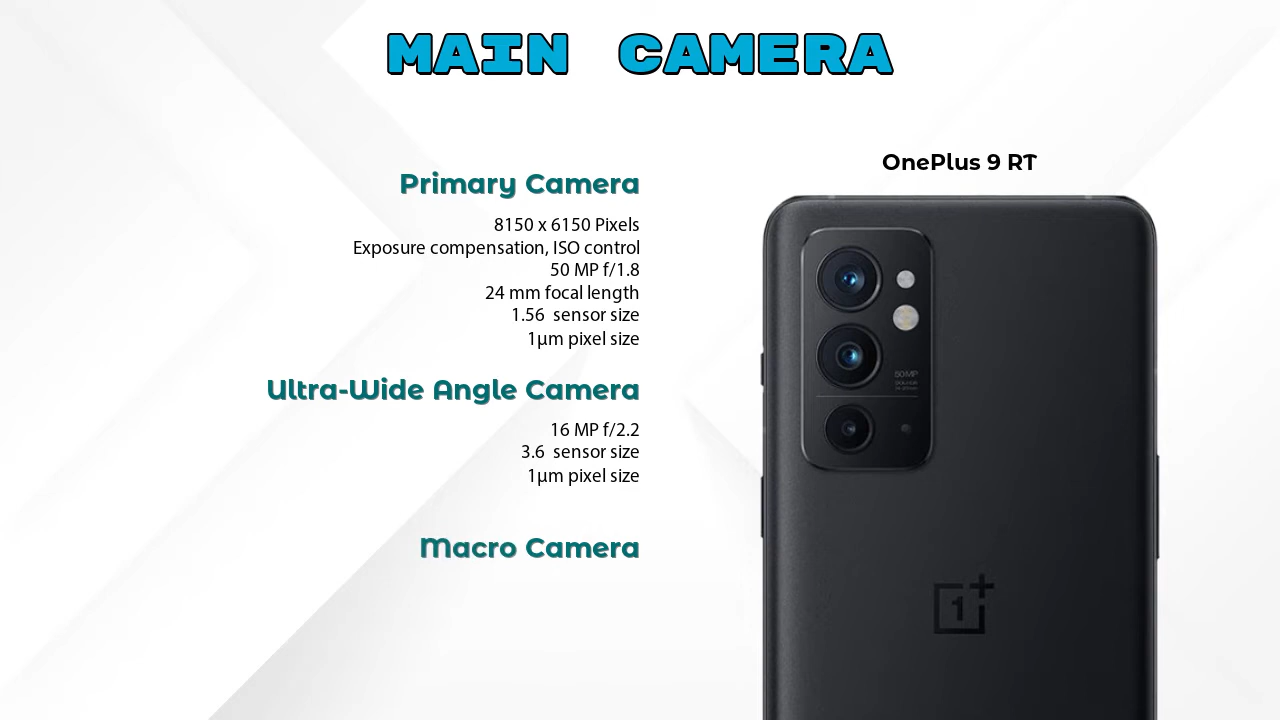 MAIN CAMERA
Primary Camera
8150 x 6150 Pixels
Exposure compensation, ISO control
50 MP f/1.8
24 mm focal length
1.56 sensor size
1µm pixel size
Ultra-Wide Angle Camera
16 MP f/2.2
3.6 sensor size
1µm pixel size
Macro Camera
OnePlus 9 RT
50MP
1+